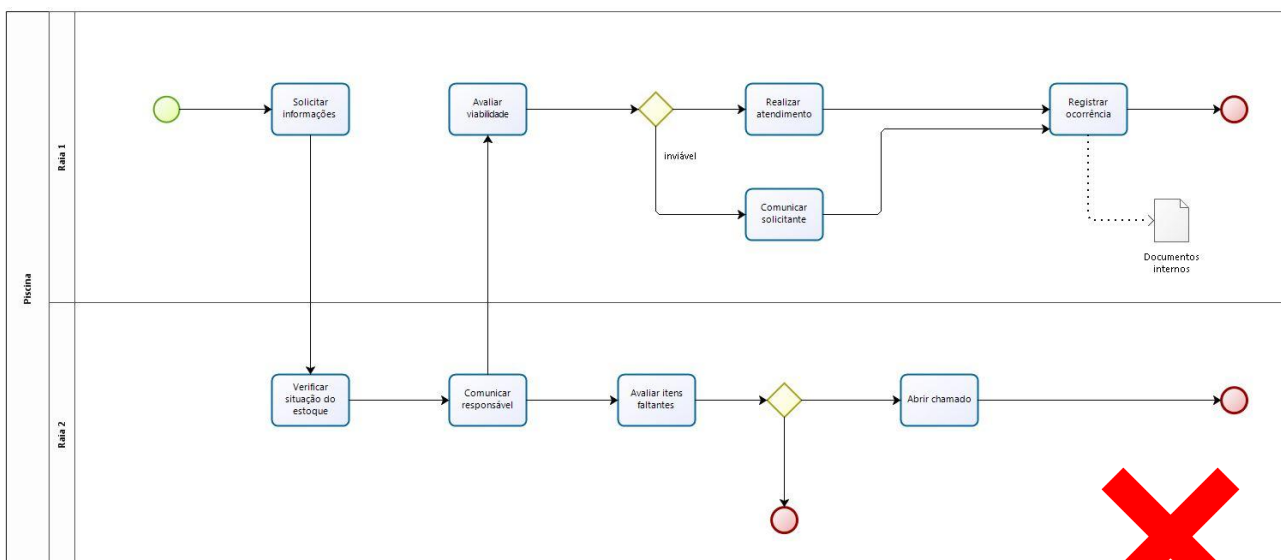 Piscina
Raia 1
Solicitar
informações
Avaliar
viabilidade
inviável
Realizar
atendimento
Comunicar
solicitante
Registrar
ocorrência
Documentos
internos
Raia 2
Verificar
situação do
estoque
Comunicar
responsável
Avaliar itens
faltantes
Abrir chamado